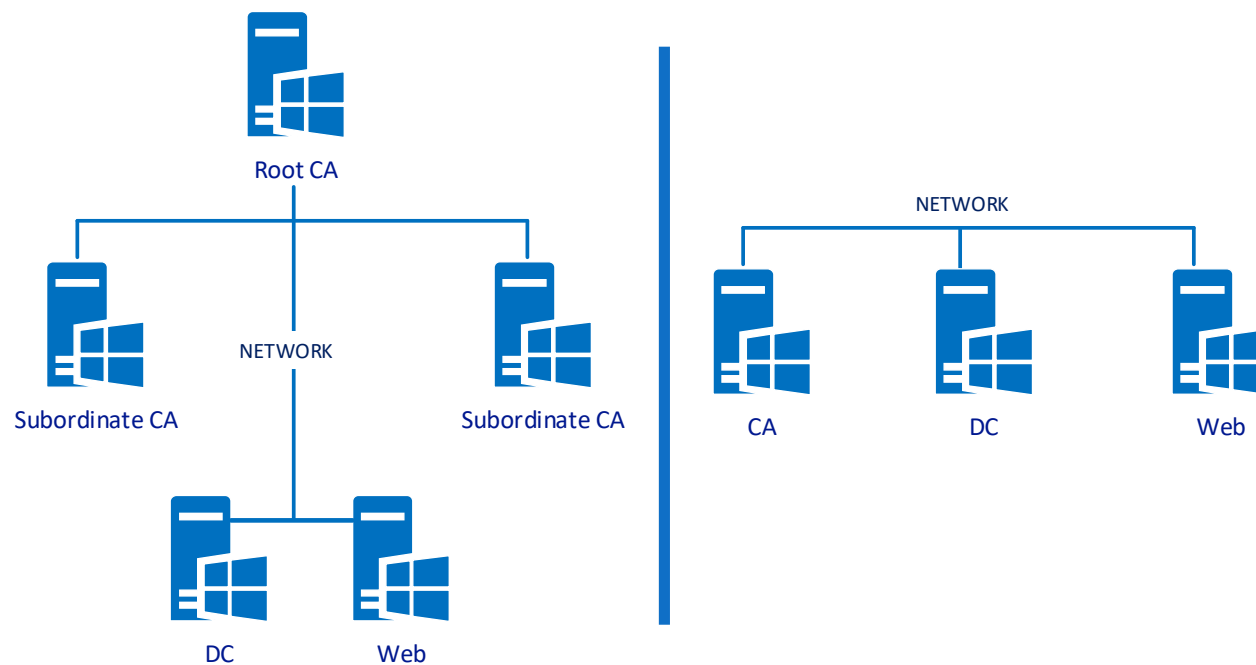 Root CA
NETWORK
Subordinate CA
Subordinate CA
DC
Web
NETWORK
CA
DC
Web